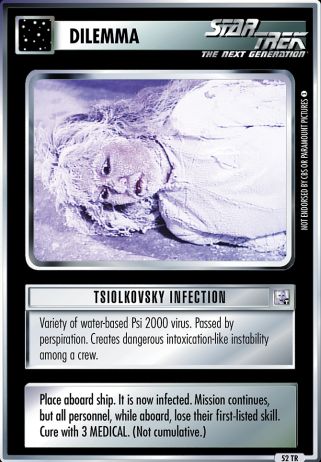 DILEMMA
STAR TREK
THE NEXT GENERATION®
NOT ENDORSED BY CBS OR PARAMOUNT PICTURES
TSIOLKOVSKY INFECTION
Variety of water-based Psi 2000 virus. Passed by
perspiration. Creates dangerous intoxication-like instability
among a crew.
Place aboard ship. It is now infected. Mission continues,
but all personnel, while aboard, lose their first-listed skill.
Cure with 3 MEDICAL. (Not cumulative.)
52 TR